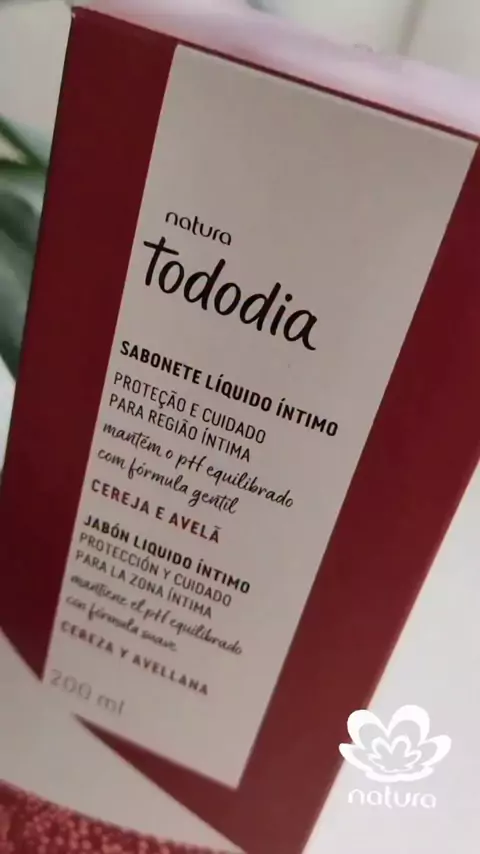 natura
tododia
SABONETE LÍQUIDO ÍNTIMO
PROTEÇÃO E CUIDADO
PARA REGIÃO ÍNTIMA
mantém o pH equilibrado
com fórmula gentil
CEREJA E AVELÃ
JABÓN LIQUIDO ÍNTIMO
PROTECCIÓN Y CUIDADO
PARA LA ZONA ÍNTIMA
mantiene el pH equilibrado
con fórmula suave
CEREZA Y AVELLANA
200 ml
natura